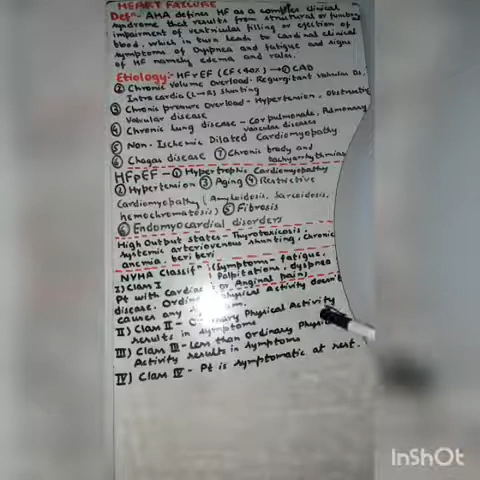 HEART FAILURE
Def:- AHA defines HF as a complex clinical
syndrome that results from structural or functional
impairment of ventricular filling or ejection of
blood, which in turn leads to cardinal clinical
symptoms of Dyspnea and fatigue and signs
of HF namely edema and rales.
Etiology:- HFrEF (EF<40%) → ① CAD
② Chronic Volume Overload- Regurgitant Valvular Ds,
Intracardiac (L→R) shunting
③ Chronic pressure Overload - Hypertension, Obstructive
Valvular disease
④ Chronic Lung disease - Cor pulmonale, Pulmonary
vascular diseases
⑤ Non-Ischemic Dilated Cardiomyopathy
⑥ Chagas disease ⑦ Chronic brady and
tachyarrhythmias
HFpEF - ① Hypertrophic Cardiomyopathy
② Hypertension ③ Aging ④ Restrictive
Cardiomyopathy (Amyloidosis, Sarcoidosis,
hemochromatosis) ⑤ Fibrosis
⑥ Endomyocardial disorders
High Output states- Thyrotoxicosis,
systemic arteriovenous shunting, Chronic
anemia, beri beri
NYHA Classif- (Symptoms- fatigue,
Palpitations, dyspnea
I) Class I or Anginal pain)
Pt with Cardiac
disease. Physical Activity doesn't
causes any
II) Class II - Physical Activity
results in symptoms
III) Class III - Less than Ordinary Physical
Activity results in symptoms
IV) Class IV - Pt is symptomatic at rest.
InShOt